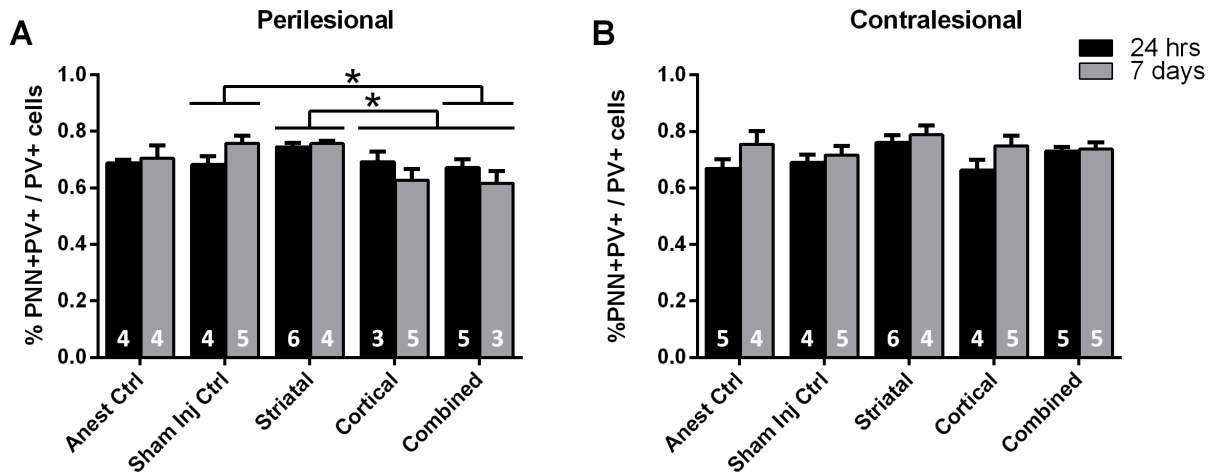 Perilesional
Contralesional
A
B
24 hrs
7 days
% PNN+PV+ / PV+ cells
1.0
0.8
0.6
0.4
0.2
0.0
*
*
4 4 4 5 6 4 3 5 5 3
Anest Ctrl
Sham Inj Ctrl
Striatal
Cortical
Combined
%PNN+PV+ / PV+ cells
1.0
0.8
0.6
0.4
0.2
0.0
5 4 4 5 6 4 4 5 5 5
Anest Ctrl
Sham Inj Ctrl
Striatal
Cortical
Combined